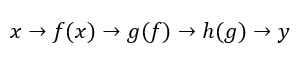 x → f(x) → g(f) → h(g) → y